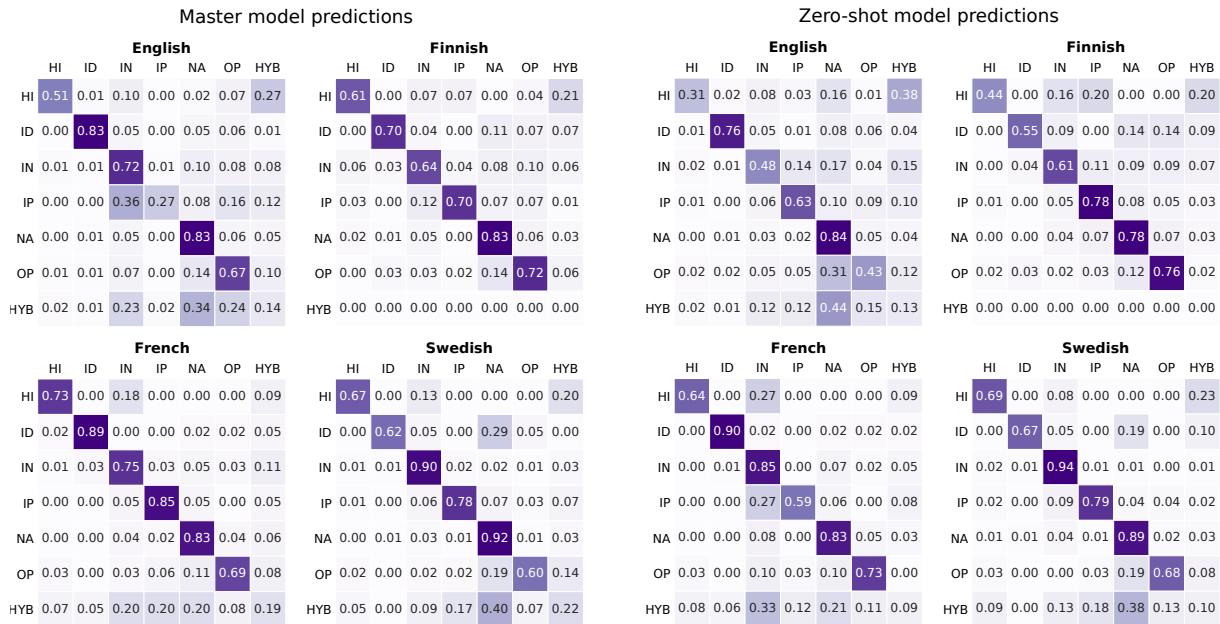 Master model predictions
Zero-shot model predictions
English
HI ID IN IP NA OP HYB
HI 0.51 0.01 0.10 0.00 0.02 0.07 0.27
ID 0.00 0.83 0.05 0.00 0.05 0.06 0.01
IN 0.01 0.01 0.72 0.01 0.10 0.08 0.08
IP 0.00 0.00 0.36 0.27 0.08 0.16 0.12
NA 0.00 0.01 0.05 0.00 0.83 0.06 0.05
OP 0.01 0.01 0.07 0.00 0.14 0.67 0.10
HYB 0.02 0.01 0.23 0.02 0.34 0.24 0.14
Finnish
HI ID IN IP NA OP HYB
HI 0.61 0.00 0.07 0.07 0.00 0.04 0.21
ID 0.00 0.70 0.04 0.00 0.11 0.07 0.07
IN 0.06 0.03 0.64 0.04 0.08 0.10 0.06
IP 0.03 0.00 0.12 0.70 0.07 0.07 0.01
NA 0.02 0.01 0.05 0.00 0.83 0.06 0.03
OP 0.00 0.03 0.03 0.02 0.14 0.72 0.06
HYB 0.00 0.00 0.00 0.00 0.00 0.00 0.00
English
HI ID IN IP NA OP HYB
HI 0.31 0.02 0.08 0.03 0.16 0.01 0.38
ID 0.01 0.76 0.05 0.01 0.08 0.06 0.04
IN 0.02 0.01 0.48 0.14 0.17 0.04 0.15
IP 0.01 0.00 0.06 0.63 0.10 0.09 0.10
NA 0.00 0.01 0.03 0.02 0.84 0.05 0.04
OP 0.02 0.02 0.05 0.05 0.31 0.43 0.12
HYB 0.02 0.01 0.12 0.12 0.44 0.15 0.13
Finnish
HI ID IN IP NA OP HYB
HI 0.44 0.00 0.16 0.20 0.00 0.00 0.20
ID 0.00 0.55 0.09 0.00 0.14 0.14 0.09
IN 0.00 0.04 0.61 0.11 0.09 0.09 0.07
IP 0.01 0.00 0.05 0.78 0.08 0.05 0.03
NA 0.00 0.00 0.04 0.07 0.78 0.07 0.03
OP 0.02 0.03 0.02 0.03 0.12 0.76 0.02
HYB 0.00 0.00 0.00 0.00 0.00 0.00 0.00
French
HI ID IN IP NA OP HYB
HI 0.73 0.00 0.18 0.00 0.00 0.00 0.09
ID 0.02 0.89 0.00 0.00 0.02 0.02 0.05
IN 0.01 0.03 0.75 0.03 0.05 0.03 0.11
IP 0.00 0.00 0.05 0.85 0.05 0.00 0.05
NA 0.00 0.00 0.04 0.02 0.83 0.04 0.06
OP 0.03 0.00 0.03 0.06 0.11 0.69 0.08
HYB 0.07 0.05 0.20 0.20 0.20 0.08 0.19
Swedish
HI ID IN IP NA OP HYB
HI 0.67 0.00 0.13 0.00 0.00 0.00 0.20
ID 0.00 0.62 0.05 0.00 0.29 0.05 0.00
IN 0.01 0.01 0.90 0.02 0.02 0.01 0.03
IP 0.01 0.00 0.06 0.78 0.07 0.03 0.07
NA 0.00 0.01 0.03 0.01 0.92 0.01 0.03
OP 0.02 0.00 0.02 0.02 0.19 0.60 0.14
HYB 0.05 0.00 0.09 0.17 0.40 0.07 0.22
French
HI ID IN IP NA OP HYB
HI 0.64 0.00 0.27 0.00 0.00 0.00 0.09
ID 0.00 0.90 0.02 0.00 0.02 0.02 0.02
IN 0.00 0.01 0.85 0.00 0.07 0.02 0.05
IP 0.00 0.00 0.27 0.59 0.06 0.00 0.08
NA 0.00 0.00 0.08 0.00 0.83 0.05 0.03
OP 0.03 0.00 0.10 0.03 0.10 0.73 0.00
HYB 0.08 0.06 0.33 0.12 0.21 0.11 0.09
Swedish
HI ID IN IP NA OP HYB
HI 0.69 0.00 0.08 0.00 0.00 0.00 0.23
ID 0.00 0.67 0.05 0.00 0.19 0.00 0.10
IN 0.02 0.01 0.94 0.01 0.01 0.00 0.01
IP 0.02 0.00 0.09 0.79 0.04 0.04 0.02
NA 0.01 0.01 0.04 0.01 0.89 0.02 0.03
OP 0.03 0.00 0.00 0.03 0.19 0.68 0.08
HYB 0.09 0.00 0.13 0.18 0.38 0.13 0.10